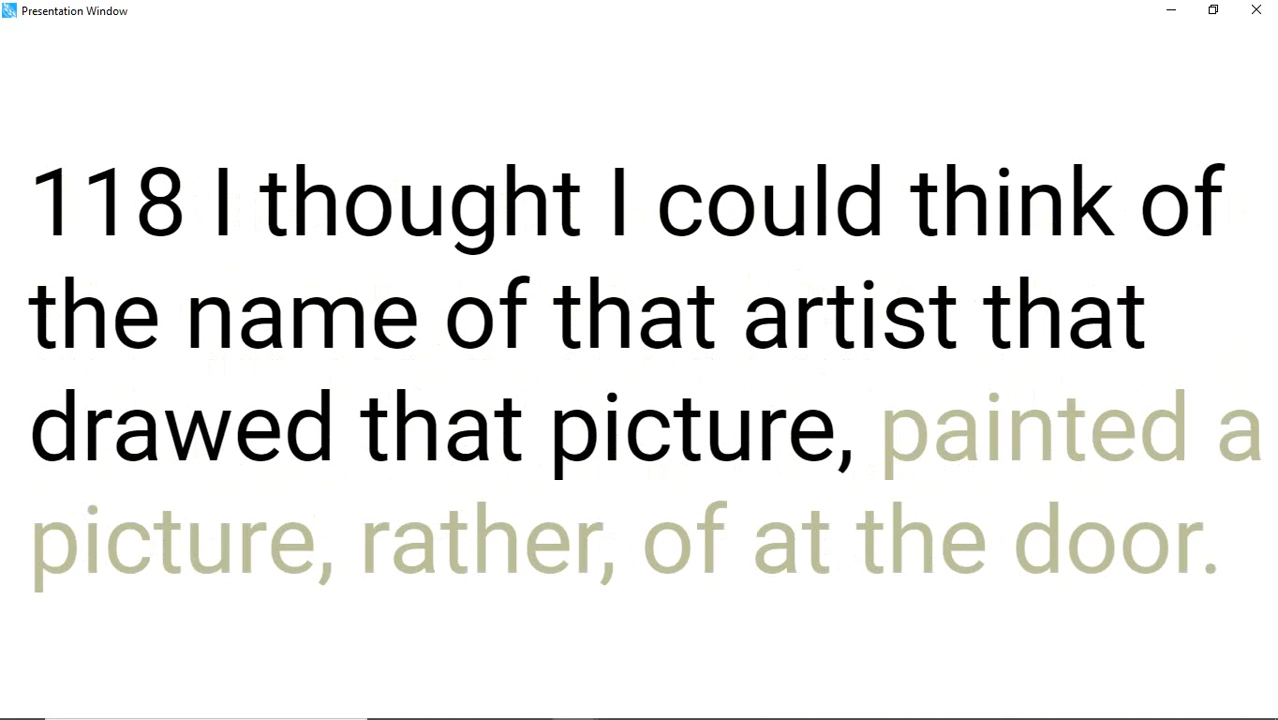 Presentation Window
118 I thought I could think of
the name of that artist that
drawed that picture, painted a
picture, rather, of at the door.